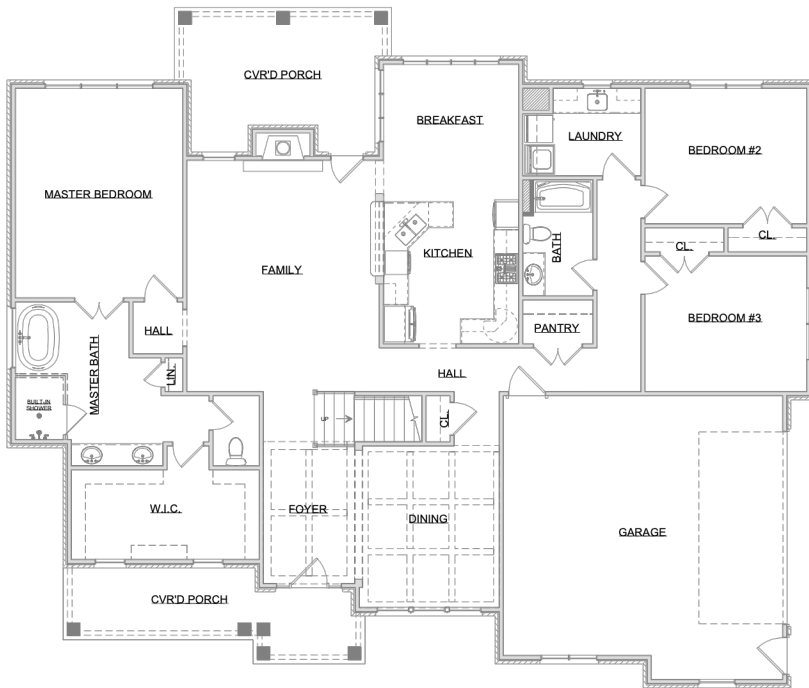 CVR'D PORCH
BREAKFAST
LAUNDRY
BEDROOM #2
MASTER BEDROOM
KITCHEN
BATH
CL.
CL.
FAMILY
HALL
MASTER BATH
LIN.
PANTRY
BEDROOM #3
HALL
BUILT-IN
SHOWER
UP
CL.
W.I.C.
FOYER
DINING
GARAGE
CVR'D PORCH